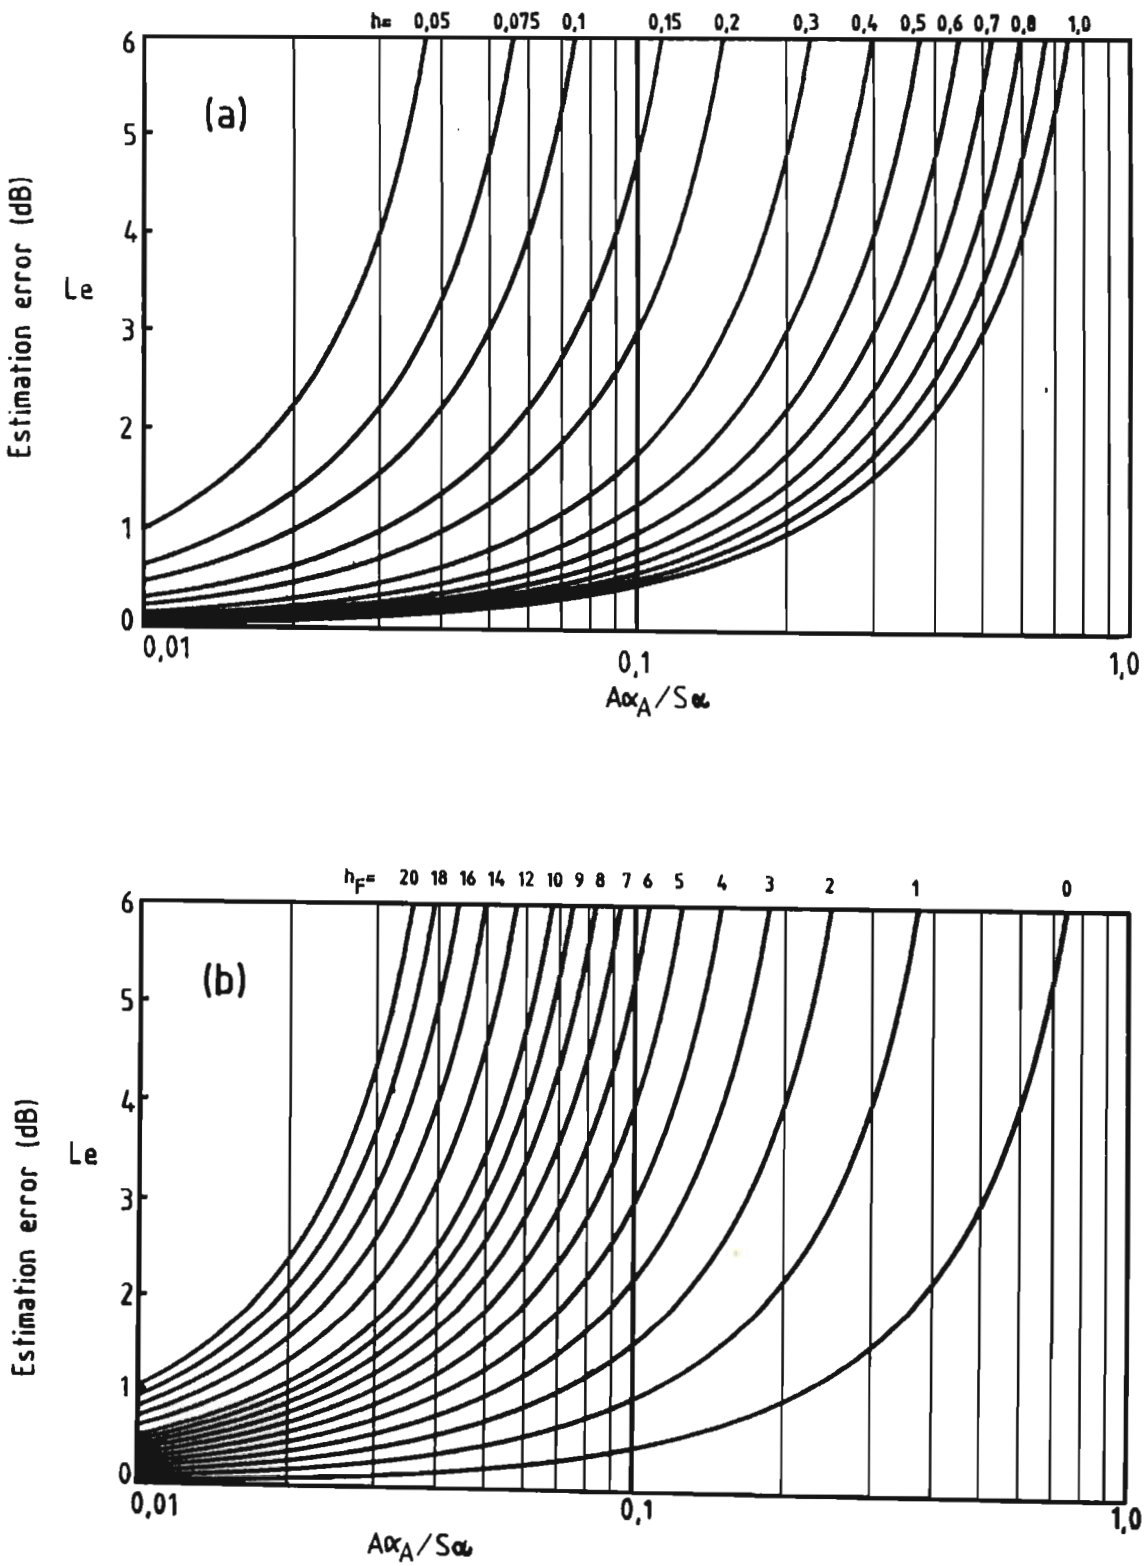 h= 0,05 0,075 0,1 0,15 0,2 0,3 0,4 0,5 0,6 0,7 0,8 1,0
(a)
6
5
4
3
2
1
0
Estimation error (dB)
Le
0,01 0,1 1,0
AαA/Sα
hF= 20 18 16 14 12 10 9 8 7 6 5 4 3 2 1 0
(b)
6
5
4
3
2
1
0
Estimation error (dB)
Le
0,01 0,1 1,0
AαA/Sα